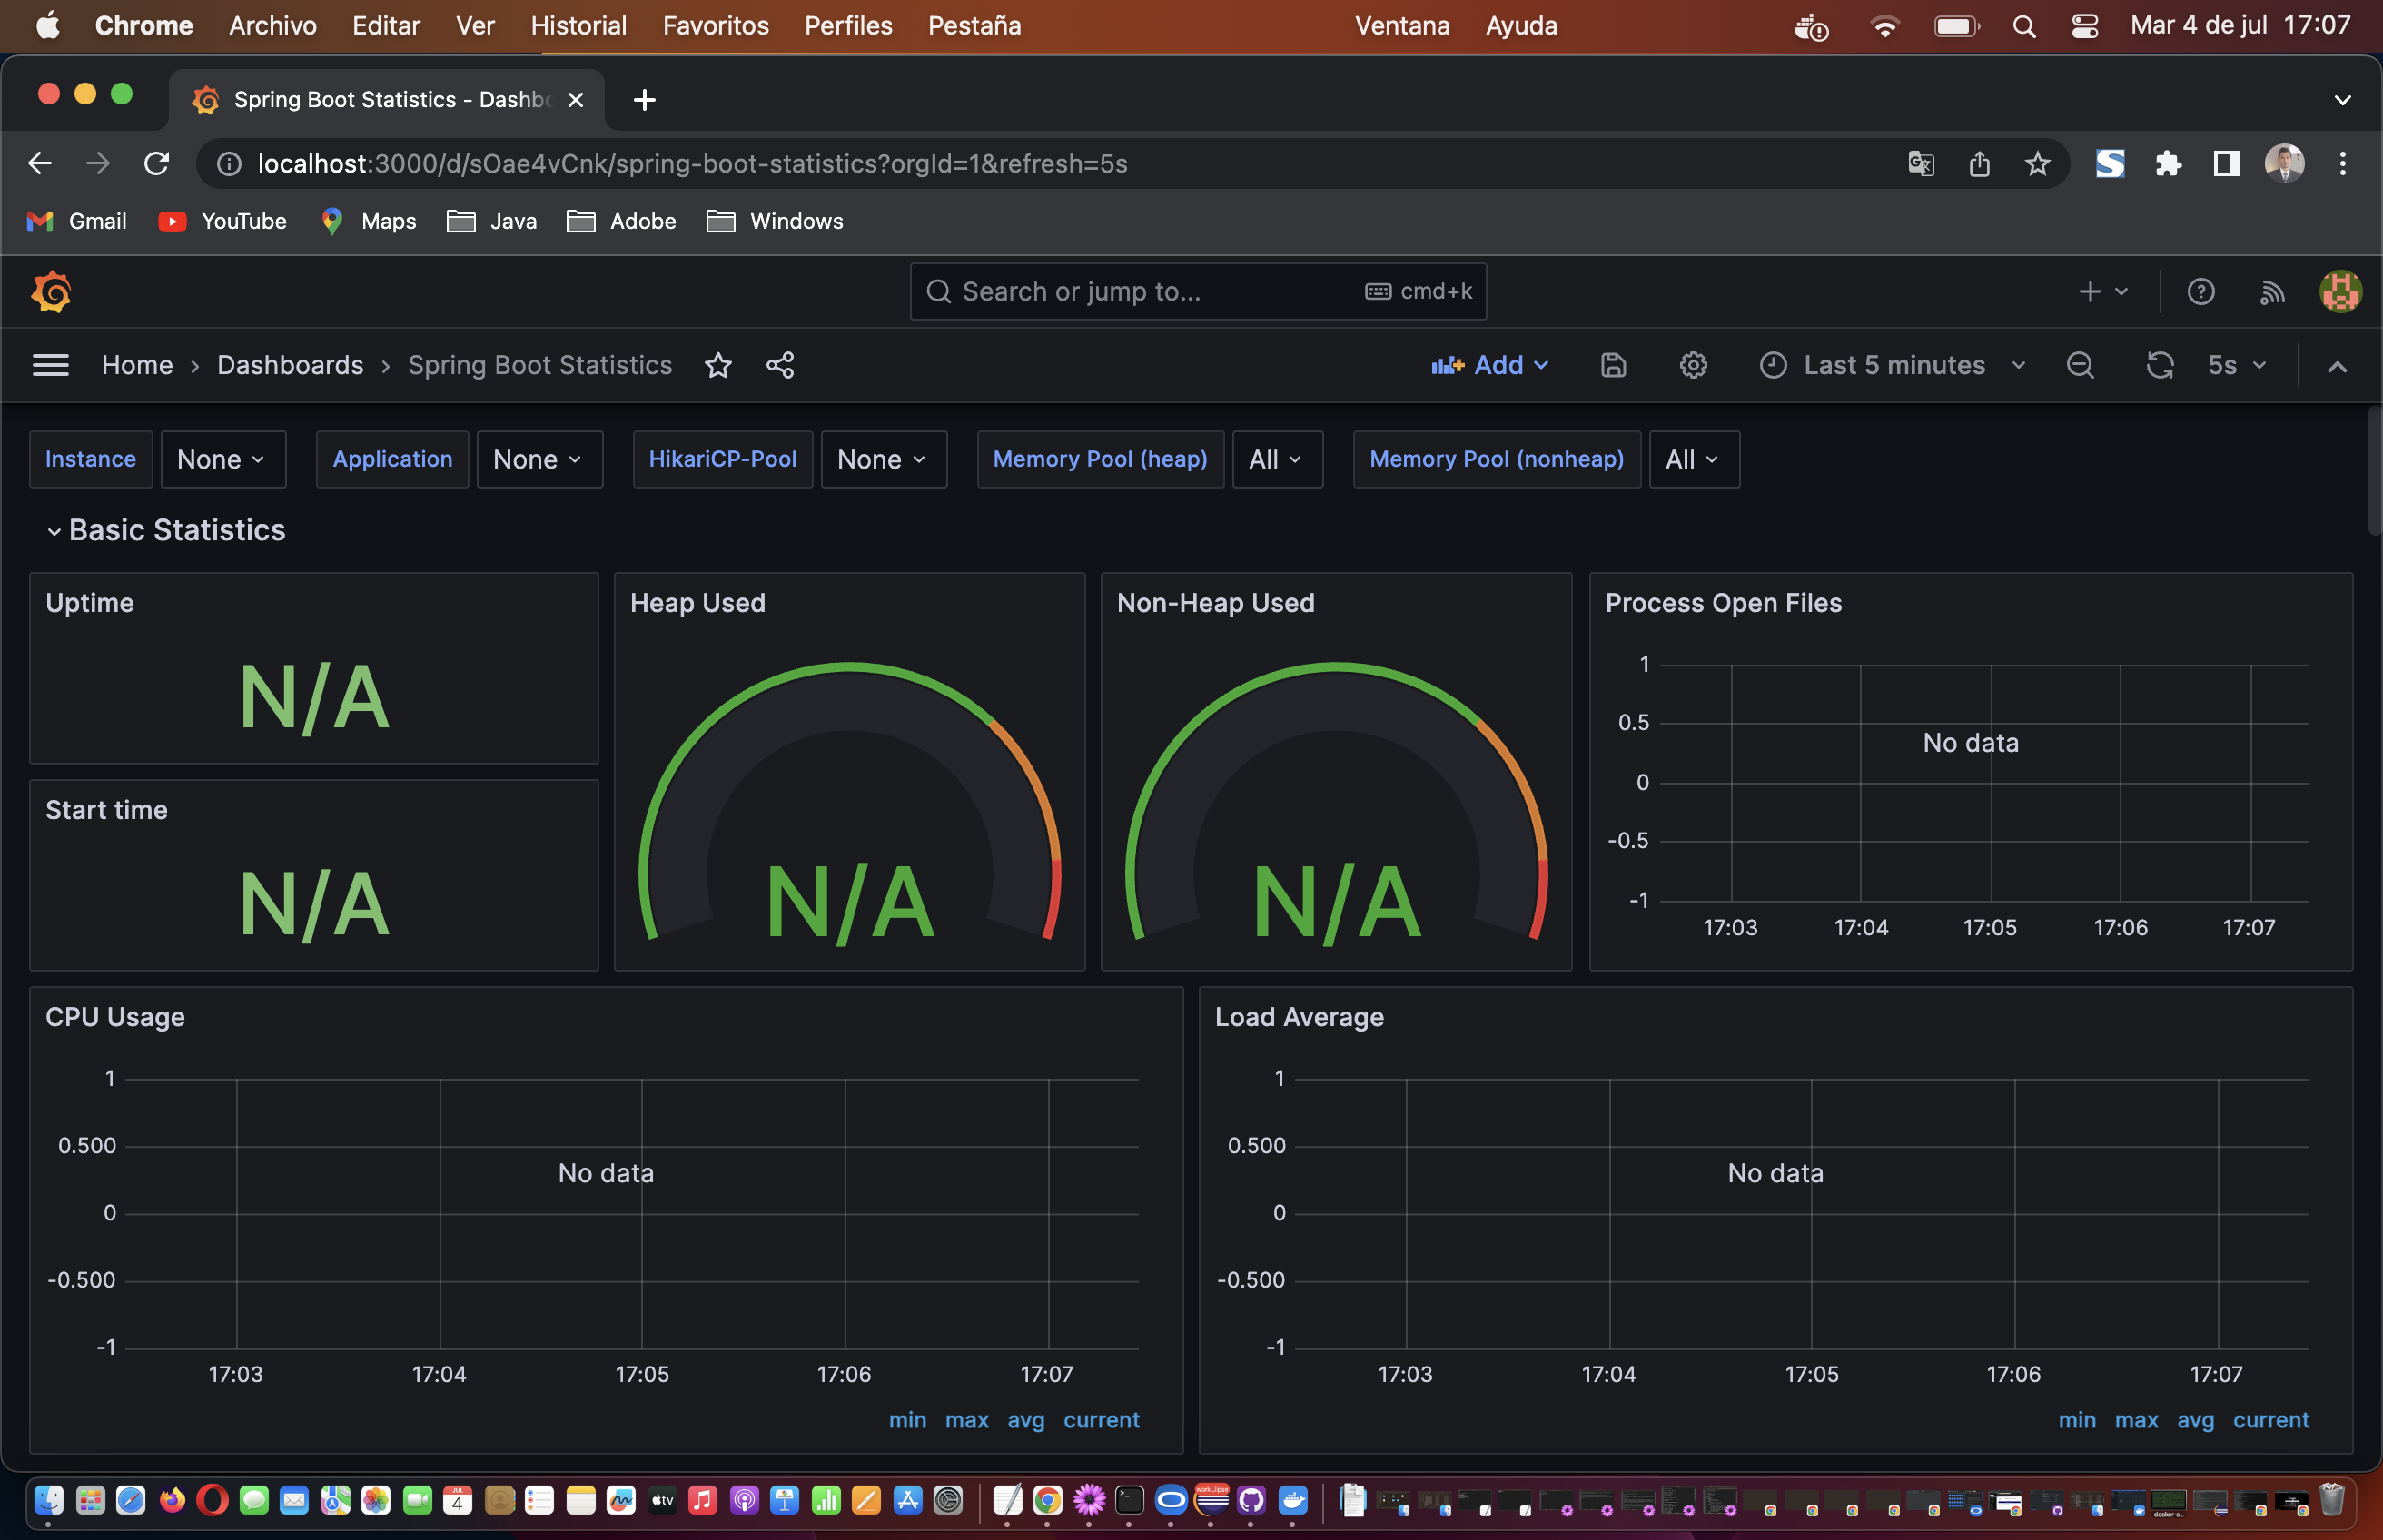 Chrome Archivo Editar Ver Historial Favoritos Perfiles Pestaña Ventana Ayuda Mar 4 de jul 17:07
Spring Boot Statistics - Dashbo
localhost:3000/d/sOae4vCnk/spring-boot-statistics?orgId=1&refresh=5s
Gmail YouTube Maps Java Adobe Windows
Search or jump to... cmd+k
Home › Dashboards › Spring Boot Statistics Add Last 5 minutes 5s
Instance None Application None HikariCP-Pool None Memory Pool (heap) All Memory Pool (nonheap) All
Basic Statistics
Uptime
N/A
Start time
N/A
Heap Used
N/A
Non-Heap Used
N/A
Process Open Files
1
0.5
No data
0
-0.5
-1
17:03 17:04 17:05 17:06 17:07
CPU Usage
1
0.500
No data
0
-0.500
-1
17:03 17:04 17:05 17:06 17:07
min max avg current
Load Average
1
0.500
No data
0
-0.500
-1
17:03 17:04 17:05 17:06 17:07
min max avg current
JUL
4
tv